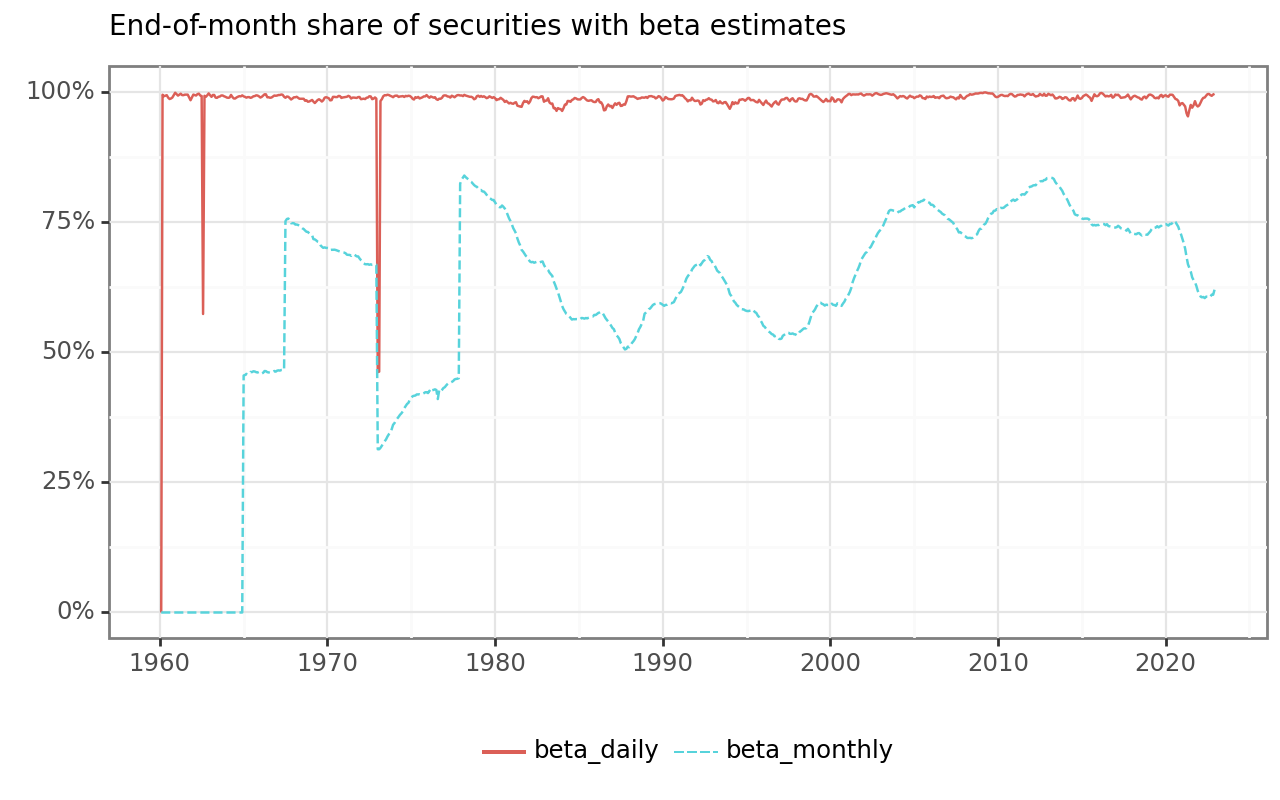 End-of-month share of securities with beta estimates
100%
75%
50%
25%
0%
1960 1970 1980 1990 2000 2010 2020
beta_daily beta_monthly